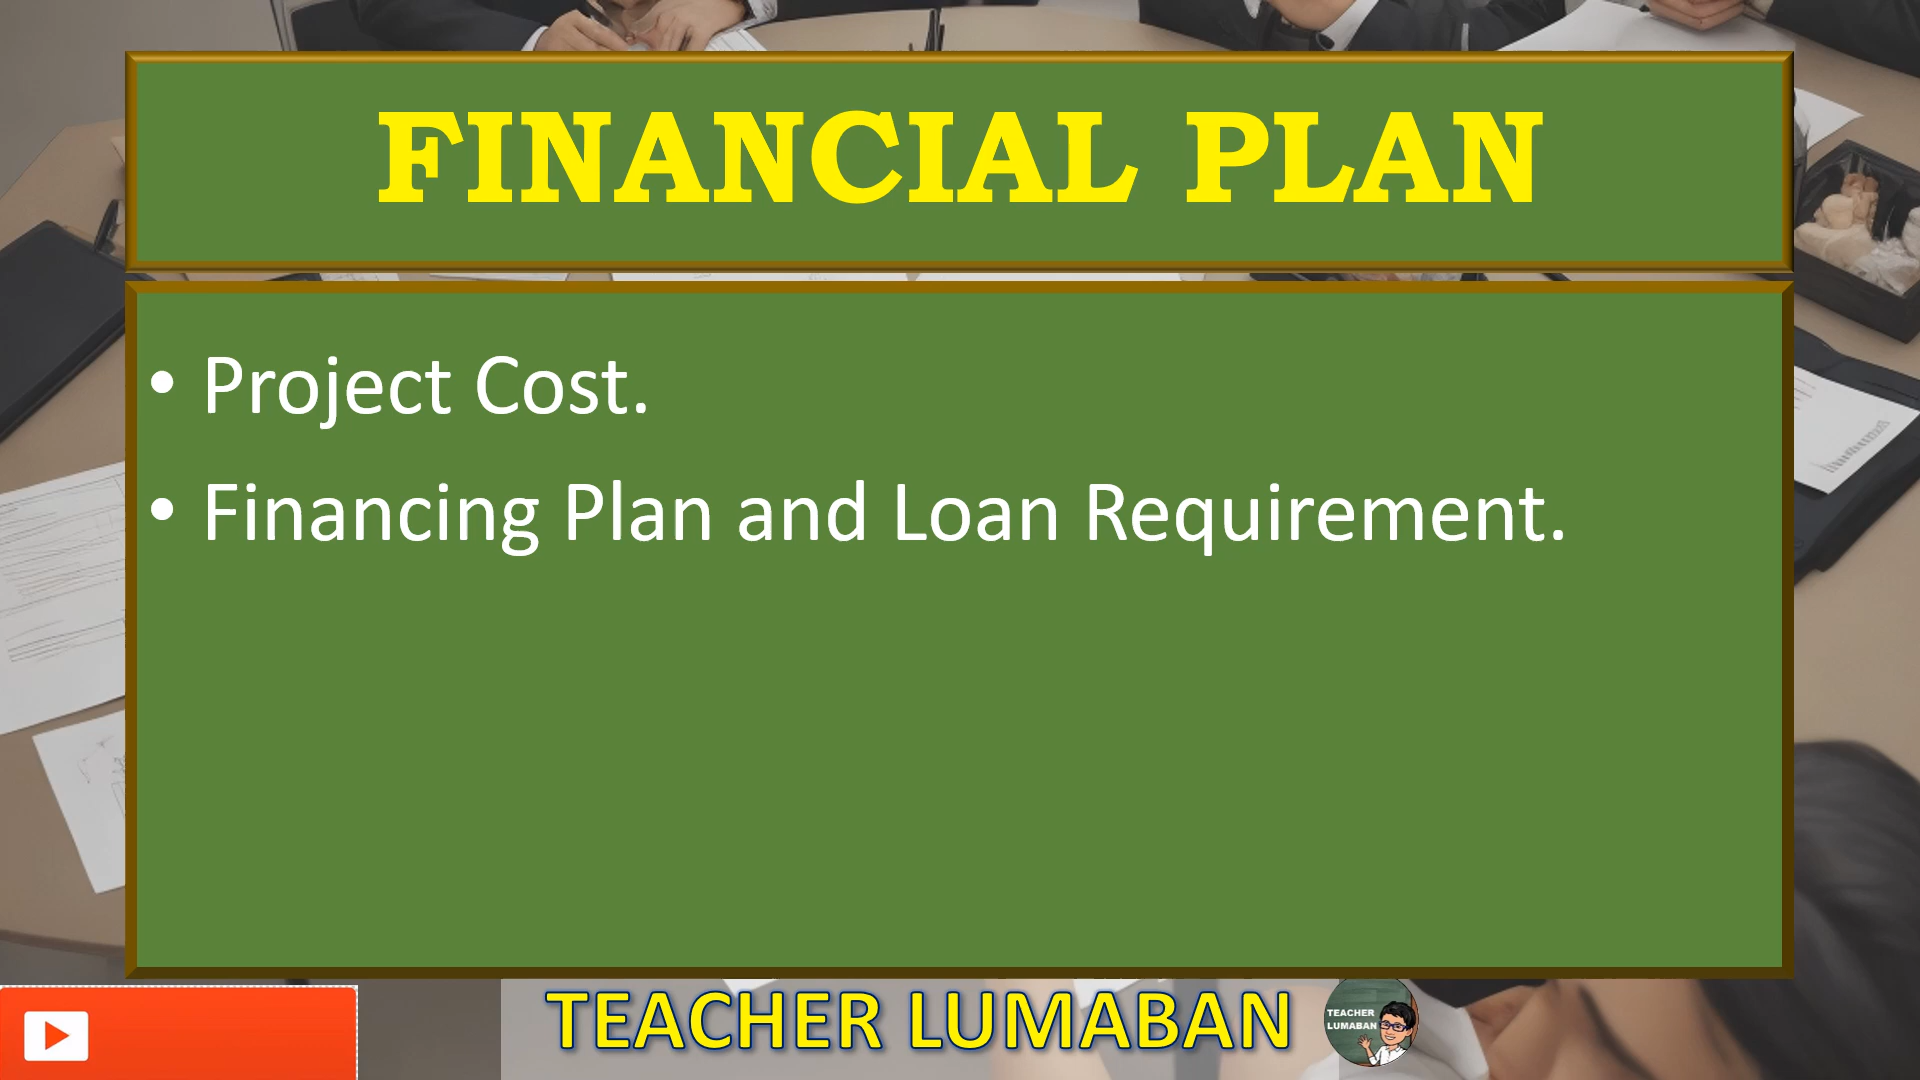 FINANCIAL PLAN
• Project Cost.
• Financing Plan and Loan Requirement.
TEACHER LUMABAN
TEACHER
LUMABAN